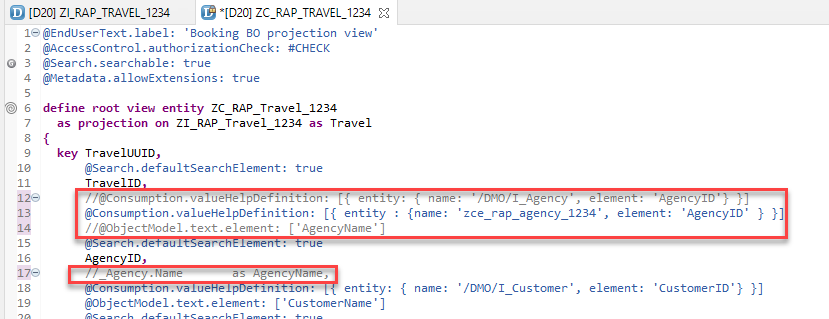 [D20] ZI_RAP_TRAVEL_1234
*[D20] ZC_RAP_TRAVEL_1234
1 @EndUserText.label: 'Booking BO projection view'
2 @AccessControl.authorizationCheck: #CHECK
3 @Search.searchable: true
4 @Metadata.allowExtensions: true
5
6 define root view entity ZC_RAP_Travel_1234
7 as projection on ZI_RAP_Travel_1234 as Travel
8 {
9 key TravelUUID,
10 @Search.defaultSearchElement: true
11 TravelID,
12 //@Consumption.valueHelpDefinition: [{ entity: { name: '/DMO/I_Agency', element: 'AgencyID'} }]
13 @Consumption.valueHelpDefinition: [{ entity : {name: 'zce_rap_agency_1234', element: 'AgencyID' } }]
14 //@ObjectModel.text.element: ['AgencyName']
15 @Search.defaultSearchElement: true
16 AgencyID,
17 //_Agency.Name as AgencyName,
18 @Consumption.valueHelpDefinition: [{ entity: { name: '/DMO/I_Customer', element: 'CustomerID'} }]
19 @ObjectModel.text.element: ['CustomerName']
20 @Search.defaultSearchElement: true